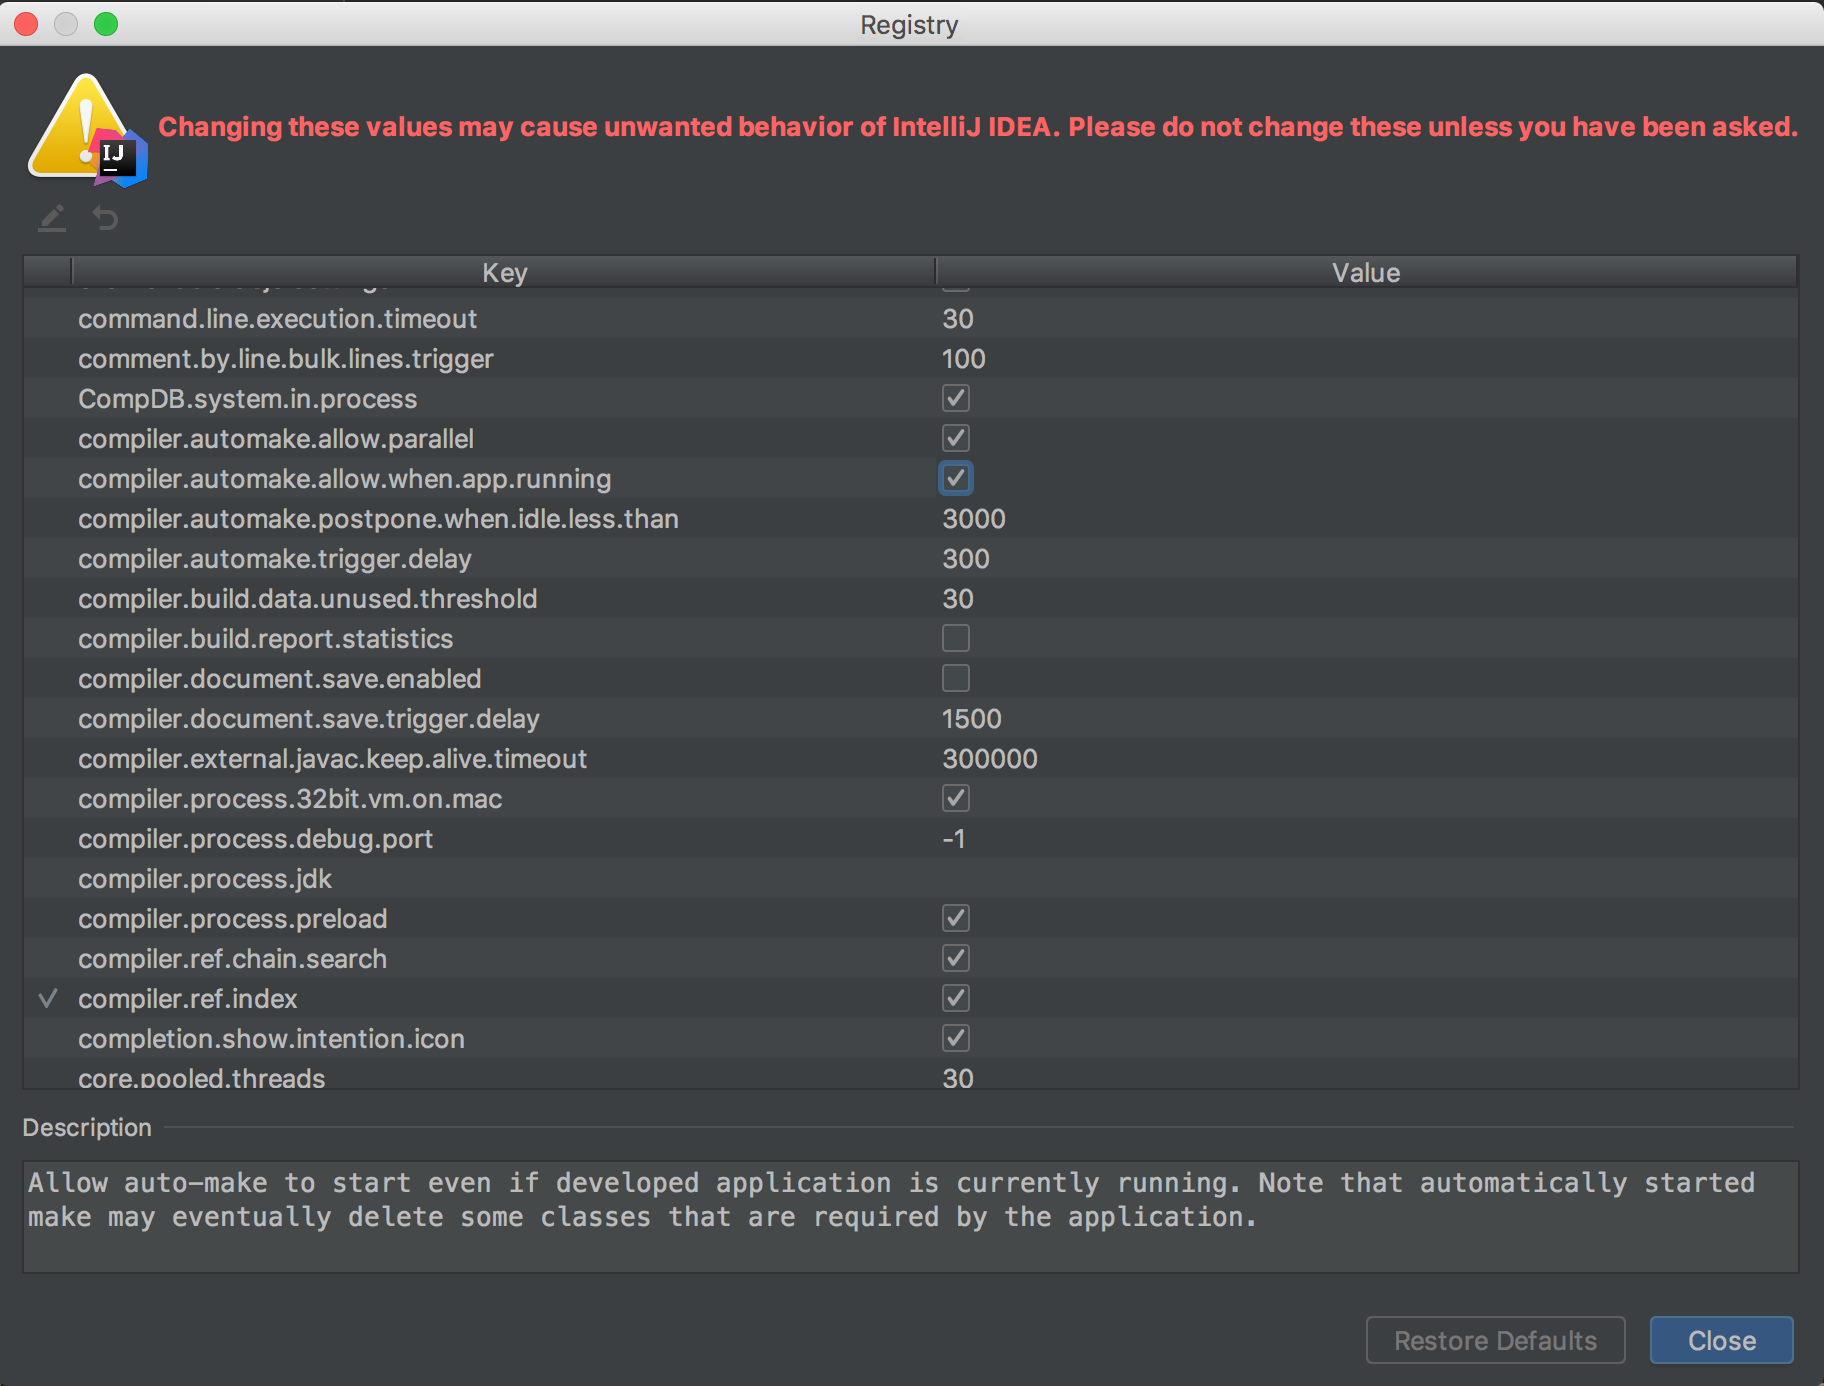 Registry
IJ
Changing these values may cause unwanted behavior of IntelliJ IDEA. Please do not change these unless you have been asked.
Key Value
command.line.execution.timeout 30
comment.by.line.bulk.lines.trigger 100
CompDB.system.in.process
compiler.automake.allow.parallel
compiler.automake.allow.when.app.running
compiler.automake.postpone.when.idle.less.than 3000
compiler.automake.trigger.delay 300
compiler.build.data.unused.threshold 30
compiler.build.report.statistics
compiler.document.save.enabled
compiler.document.save.trigger.delay 1500
compiler.external.javac.keep.alive.timeout 300000
compiler.process.32bit.vm.on.mac
compiler.process.debug.port -1
compiler.process.jdk
compiler.process.preload
compiler.ref.chain.search
compiler.ref.index
completion.show.intention.icon
core.pooled.threads 30
Description
Allow auto-make to start even if developed application is currently running. Note that automatically started
make may eventually delete some classes that are required by the application.
Restore Defaults Close